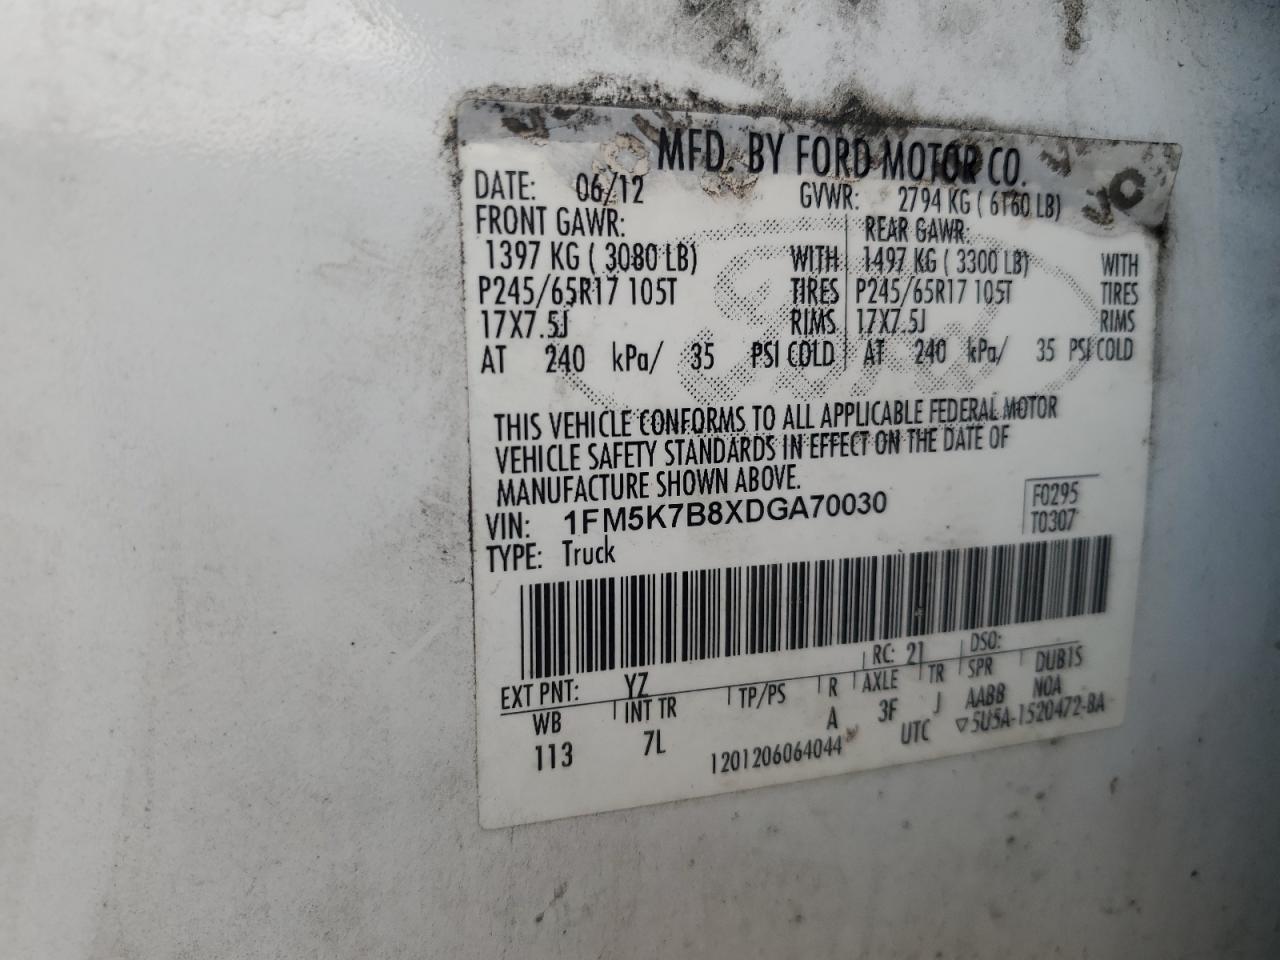 MFD. BY FORD MOTOR CO.
DATE: 06/12 GVWR: 2794 KG ( 6160 LB)
FRONT GAWR: REAR GAWR:
1397 KG ( 3080 LB) WITH 1497 KG ( 3300 LB) WITH
P245/65R17 105T TIRES P245/65R17 105T TIRES
17X7.5J RIMS 17X7.5J RIMS
AT 240 kPa/ 35 PSI COLD AT 240 kPa/ 35 PSI COLD
THIS VEHICLE CONFORMS TO ALL APPLICABLE FEDERAL MOTOR
VEHICLE SAFETY STANDARDS IN EFFECT ON THE DATE OF
MANUFACTURE SHOWN ABOVE.
VIN: 1FM5K7B8XDGA70030 F0295
TYPE: Truck T0307
EXT PNT: YZ RC: 21 DSO:
WB INT TR TP/PS R AXLE TR SPR DUB1S
113 7L A 3F J AABB NOA
1201206064044 UTC ▽5U5A-1520472-BA